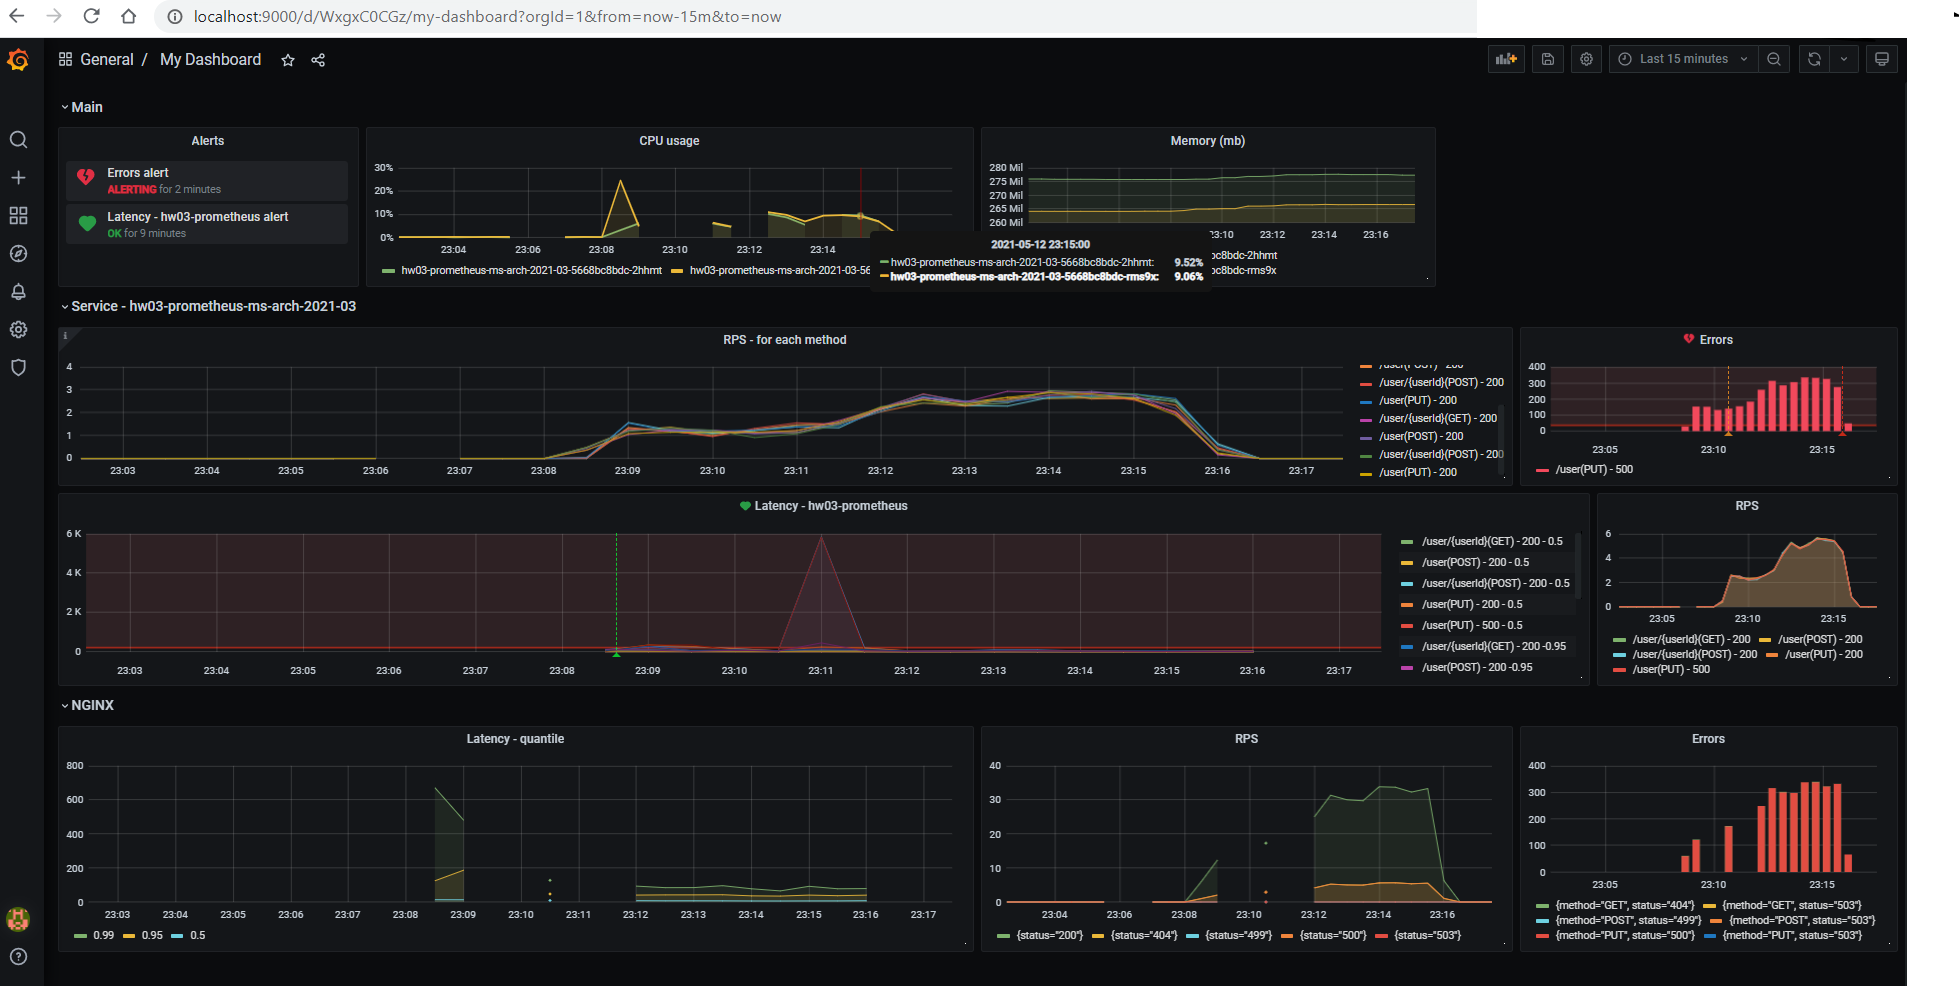 localhost:9000/d/WxgxC0CGz/my-dashboard?orgId=1&from=now-15m&to=now
General / My Dashboard
Last 15 minutes
Main
Alerts
Errors alert
ALERTING for 2 minutes
Latency - hw03-prometheus alert
OK for 9 minutes
CPU usage
30%
20%
10%
0%
23:04 23:06 23:08 23:10 23:12 23:14
hw03-prometheus-ms-arch-2021-03-5668bc8bdc-2hhmt hw03-prometheus-ms-arch-2021-03-56
Memory (mb)
280 Mil
275 Mil
270 Mil
265 Mil
260 Mil
23:10 23:12 23:14 23:16
bc8bdc-2hhmt
bc8bdc-rms9x
2021-05-12 23:15:00
hw03-prometheus-ms-arch-2021-03-5668bc8bdc-2hhmt: 9.52%
hw03-prometheus-ms-arch-2021-03-5668bc8bdc-rms9x: 9.06%
Service - hw03-prometheus-ms-arch-2021-03
RPS - for each method
4
3
2
1
0
23:03 23:04 23:05 23:06 23:07 23:08 23:09 23:10 23:11 23:12 23:13 23:14 23:15 23:16 23:17
/user(POST) - 200
/user/{userId}(POST) - 200
/user(PUT) - 200
/user/{userId}(GET) - 200
/user(POST) - 200
/user/{userId}(POST) - 200
/user(PUT) - 200
Errors
400
300
200
100
0
23:05 23:10 23:15
/user(PUT) - 500
Latency - hw03-prometheus
6 K
4 K
2 K
0
23:03 23:04 23:05 23:06 23:07 23:08 23:09 23:10 23:11 23:12 23:13 23:14 23:15 23:16 23:17
/user/{userId}(GET) - 200 - 0.5
/user(POST) - 200 - 0.5
/user/{userId}(POST) - 200 - 0.5
/user(PUT) - 200 - 0.5
/user(PUT) - 500 - 0.5
/user/{userId}(GET) - 200 -0.95
/user(POST) - 200 -0.95
RPS
6
4
2
0
23:05 23:10 23:15
/user/{userId}(GET) - 200 /user(POST) - 200
/user/{userId}(POST) - 200 /user(PUT) - 200
/user(PUT) - 500
NGINX
Latency - quantile
800
600
400
200
0
23:03 23:04 23:05 23:06 23:07 23:08 23:09 23:10 23:11 23:12 23:13 23:14 23:15 23:16 23:17
0.99 0.95 0.5
RPS
40
30
20
10
0
23:04 23:06 23:08 23:10 23:12 23:14 23:16
{status="200"} {status="404"} {status="499"} {status="500"} {status="503"}
Errors
400
300
200
100
0
23:05 23:10 23:15
{method="GET", status="404"} {method="GET", status="503"}
{method="POST", status="499"} {method="POST", status="503"}
{method="PUT", status="500"} {method="PUT", status="503"}